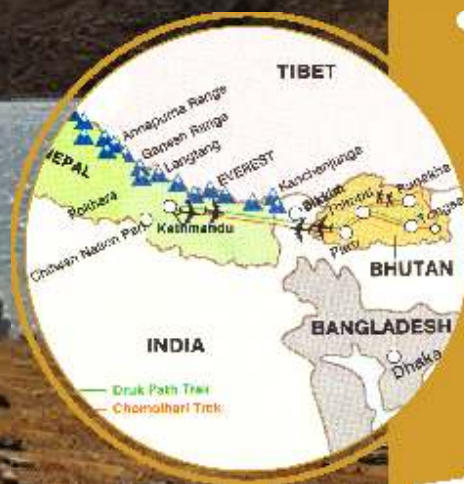 TIBET
Annapurna Range
Ganesh Range
Langtang
NEPAL
EVEREST
Kanchenjunga
Pokhara
Sikkim
Punakha
Kathmandu
Paro
Chitwan Nation Park
BHUTAN
BANGLADESH
INDIA
Dhaka
Druk Path Trek
Chomolhari Trek